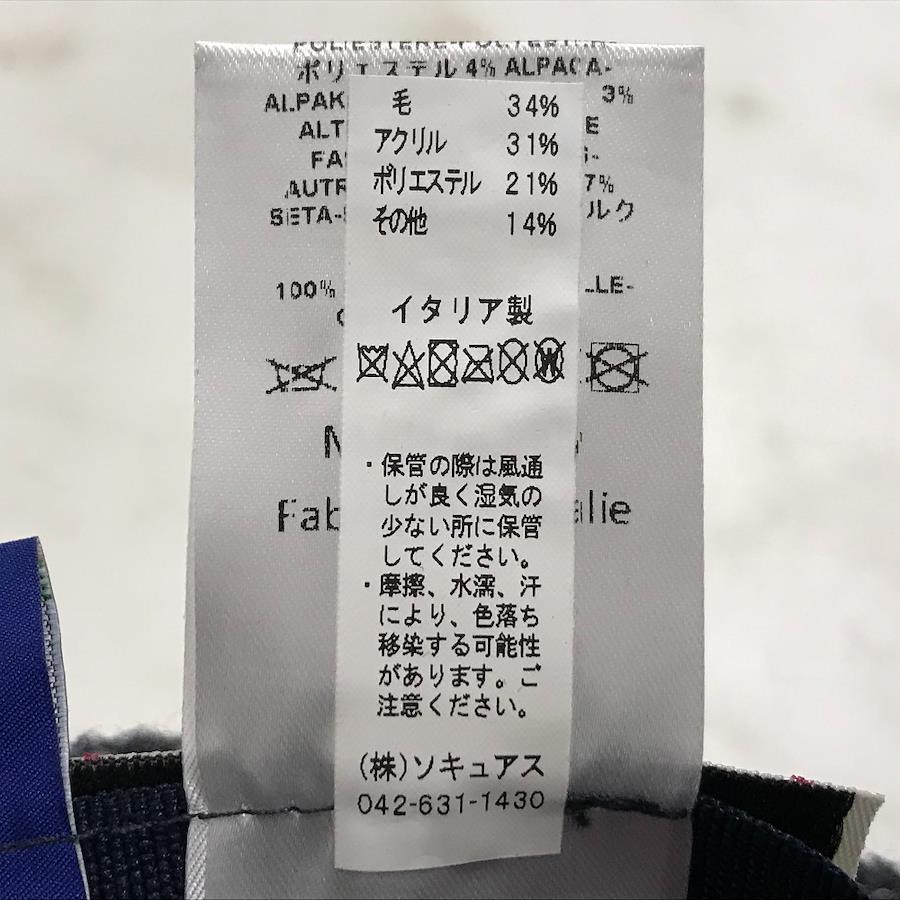 ポリエステル 4% ALPACA-
ALPAK 3%
ALT E
FA S-
AUTR 7%
SETA- ルク
100% LLE-
Fab alie
毛 34%
アクリル 31%
ポリエステル 21%
その他 14%
イタリア製
・保管の際は風通
しが良く湿気の
少ない所に保管
してください。
・摩擦、水濡、汗
により、色落ち
移染する可能性
があります。ご
注意ください。
(株)ソキュアス
042-631-1430